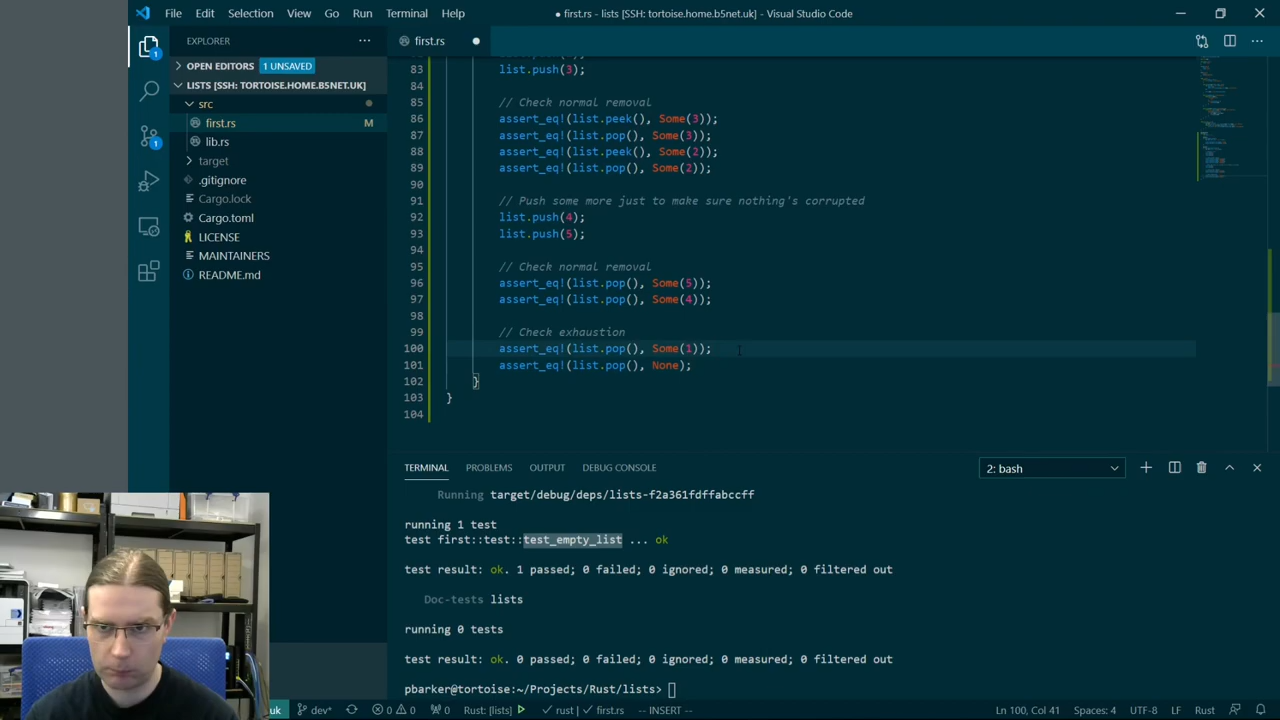 File Edit Selection View Go Run Terminal Help
● first.rs - lists [SSH: tortoise.home.b5net.uk] - Visual Studio Code
EXPLORER
OPEN EDITORS 1 UNSAVED
LISTS [SSH: TORTOISE.HOME.B5NET.UK]
src
first.rs M
lib.rs
target
.gitignore
Cargo.lock
Cargo.toml
LICENSE
MAINTAINERS
README.md
1
1
first.rs
83 list.push(3);
84
85 // Check normal removal
86 assert_eq!(list.peek(), Some(3));
87 assert_eq!(list.pop(), Some(3));
88 assert_eq!(list.peek(), Some(2));
89 assert_eq!(list.pop(), Some(2));
90
91 // Push some more just to make sure nothing's corrupted
92 list.push(4);
93 list.push(5);
94
95 // Check normal removal
96 assert_eq!(list.pop(), Some(5));
97 assert_eq!(list.pop(), Some(4));
98
99 // Check exhaustion
100 assert_eq!(list.pop(), Some(1));
101 assert_eq!(list.pop(), None);
102 }
103 }
104
TERMINAL PROBLEMS OUTPUT DEBUG CONSOLE 2: bash
Running target/debug/deps/lists-f2a361fdffabccff
running 1 test
test first::test::test_empty_list ... ok
test result: ok. 1 passed; 0 failed; 0 ignored; 0 measured; 0 filtered out
Doc-tests lists
running 0 tests
test result: ok. 0 passed; 0 failed; 0 ignored; 0 measured; 0 filtered out
pbarker@tortoise:~/Projects/Rust/lists>
uk dev* 0 0 0 Rust: [lists] rust first.rs -- INSERT -- Ln 100, Col 41 Spaces: 4 UTF-8 LF Rust